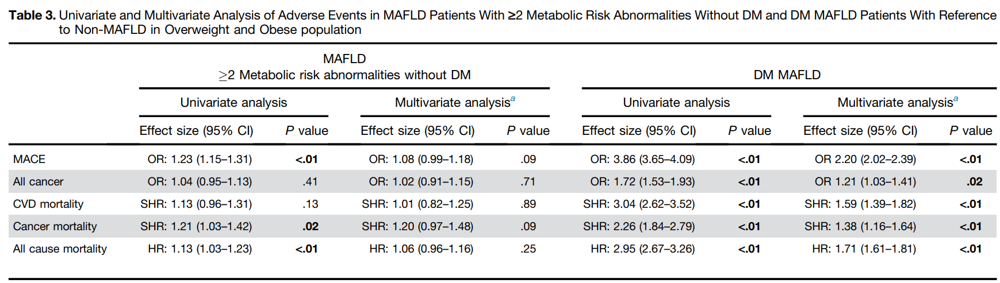 Table 3. Univariate and Multivariate Analysis of Adverse Events in MAFLD Patients With ≥2 Metabolic Risk Abnormalities Without DM and DM MAFLD Patients With Reference
to Non-MAFLD in Overweight and Obese population
MAFLD
≥2 Metabolic risk abnormalities without DM DM MAFLD
Univariate analysis Multivariate analysisa Univariate analysis Multivariate analysisa
Effect size (95% CI) P value Effect size (95% CI) P value Effect size (95% CI) P value Effect size (95% CI) P value
MACE OR: 1.23 (1.15–1.31) <.01 OR: 1.08 (0.99–1.18) .09 OR: 3.86 (3.65–4.09) <.01 OR 2.20 (2.02–2.39) <.01
All cancer OR: 1.04 (0.95–1.13) .41 OR: 1.02 (0.91–1.15) .71 OR: 1.72 (1.53–1.93) <.01 OR 1.21 (1.03–1.41) .02
CVD mortality SHR: 1.13 (0.96–1.31) .13 SHR: 1.01 (0.82–1.25) .89 SHR: 3.04 (2.62–3.52) <.01 SHR: 1.59 (1.39–1.82) <.01
Cancer mortality SHR: 1.21 (1.03–1.42) .02 SHR: 1.20 (0.97–1.48) .09 SHR: 2.26 (1.84–2.79) <.01 SHR: 1.38 (1.16–1.64) <.01
All cause mortality HR: 1.13 (1.03–1.23) <.01 HR: 1.06 (0.96–1.16) .25 HR: 2.95 (2.67–3.26) <.01 HR: 1.71 (1.61–1.81) <.01